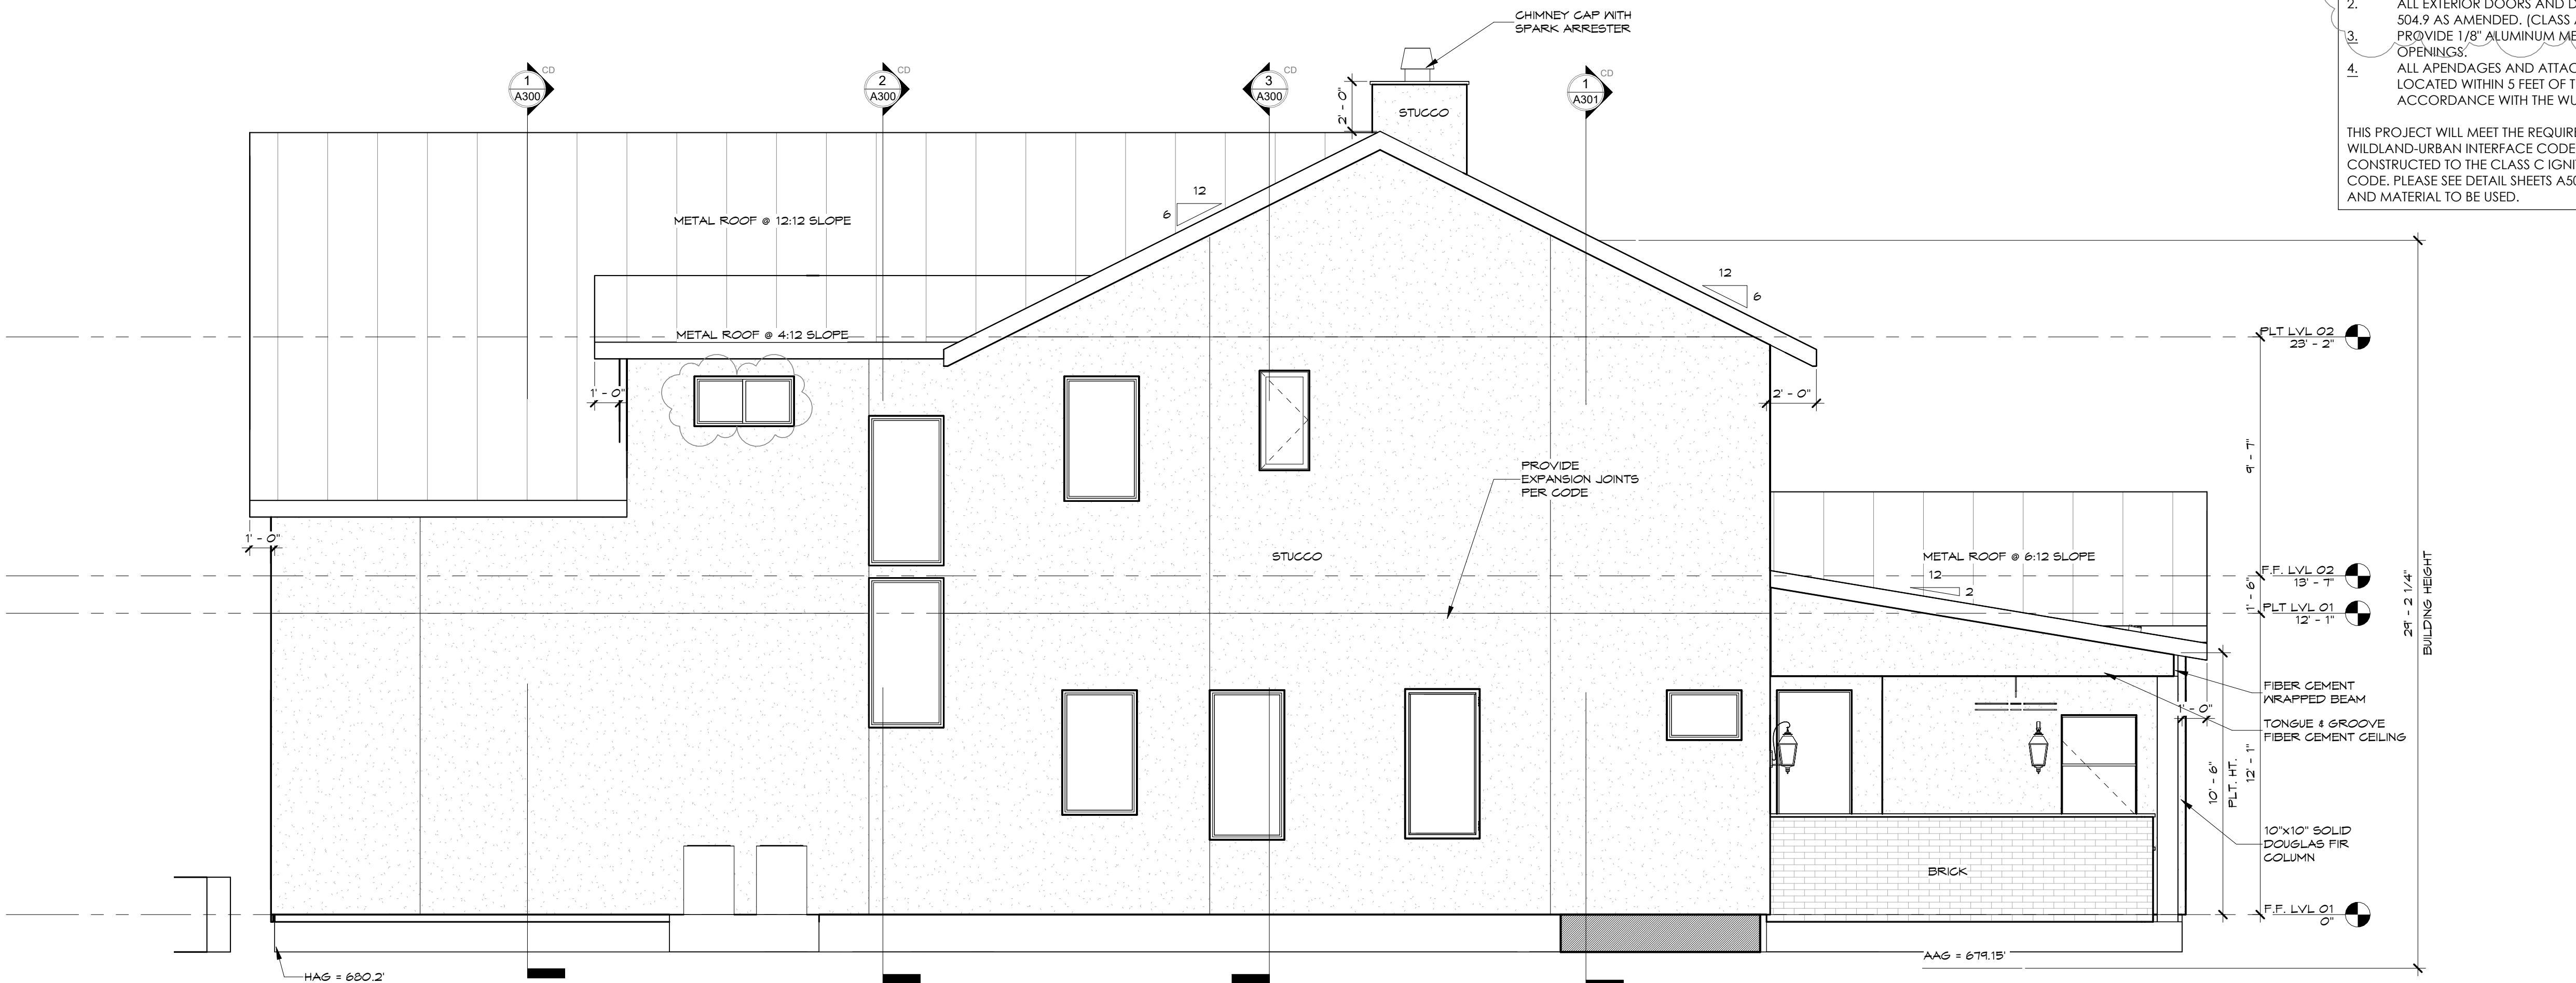 CHIMNEY CAP WITH
SPARK ARRESTER
2. ALL EXTERIOR DOORS AND
504.9 AS AMENDED. (CLASS
3. PROVIDE 1/8" ALUMINUM
OPENINGS.
4. ALL APENDAGES AND
LOCATED WITHIN 5 FEET OF
ACCORDANCE WITH THE
THIS PROJECT WILL MEET THE
WILDLAND-URBAN INTERFACE CODE
CONSTRUCTED TO THE CLASS C
CODE. PLEASE SEE DETAIL SHEETS
AND MATERIAL TO BE USED.
1
A300
CD
2
A300
CD
3
A300
CD
1
A301
CD
2' - 0"
STUCCO
12
6
METAL ROOF @ 12:12 SLOPE
12
6
METAL ROOF @ 4:12 SLOPE
PLT LVL 02
23' - 2"
1' - 0"
2' - 0"
9' - 7"
PROVIDE
EXPANSION JOINTS
PER CODE
1' - 0"
STUCCO
METAL ROOF @ 6:12 SLOPE
12
2
F.F. LVL 02
13' - 7"
1' - 6"
PLT LVL 01
12' - 1"
29' - 2 1/4"
BUILDING HEIGHT
FIBER CEMENT
WRAPPED BEAM
1' - 0"
TONGUE & GROOVE
FIBER CEMENT CEILING
10' - 6"
PLT. HT.
12' - 1"
10"x10" SOLID
DOUGLAS FIR
COLUMN
BRICK
F.F. LVL 01
0"
AAG = 679.15'
HAG = 680.2'